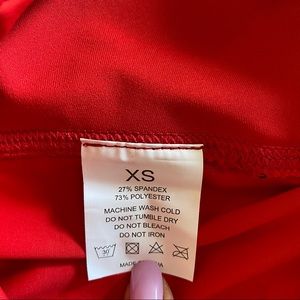 XS
27% SPANDEX
73% POLYESTER
MACHINE WASH COLD
DO NOT TUMBLE DRY
DO NOT BLEACH
DO NOT IRON
30
MADE